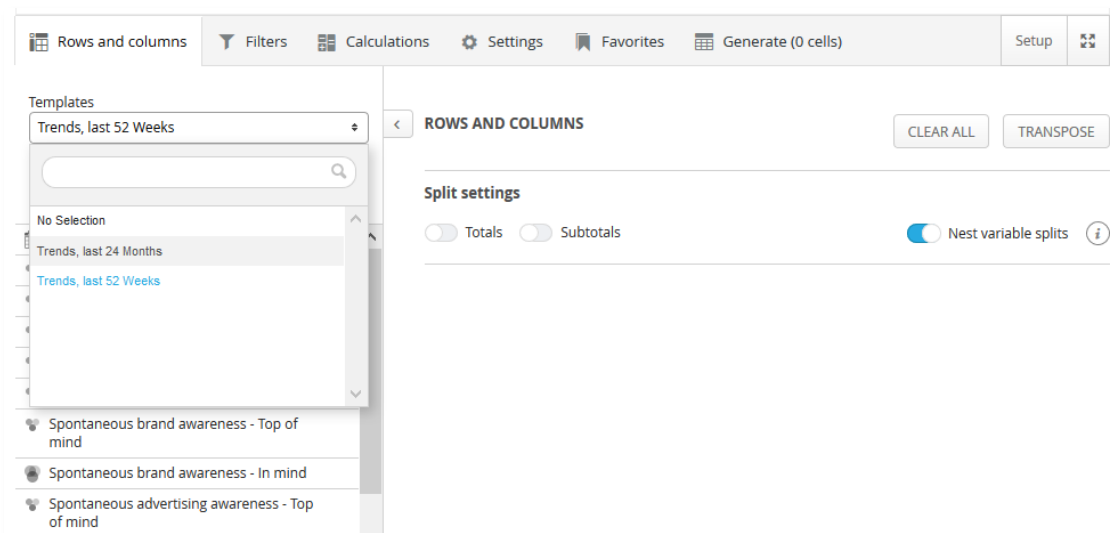 Rows and columns
Filters
Calculations
Settings
Favorites
Generate (0 cells)
Setup
Templates
Trends, last 52 Weeks
No Selection
Trends, last 24 Months
Trends, last 52 Weeks
Spontaneous brand awareness - Top of
mind
Spontaneous brand awareness - In mind
Spontaneous advertising awareness - Top
of mind
ROWS AND COLUMNS
CLEAR ALL
TRANSPOSE
Split settings
Totals
Subtotals
Nest variable splits
i